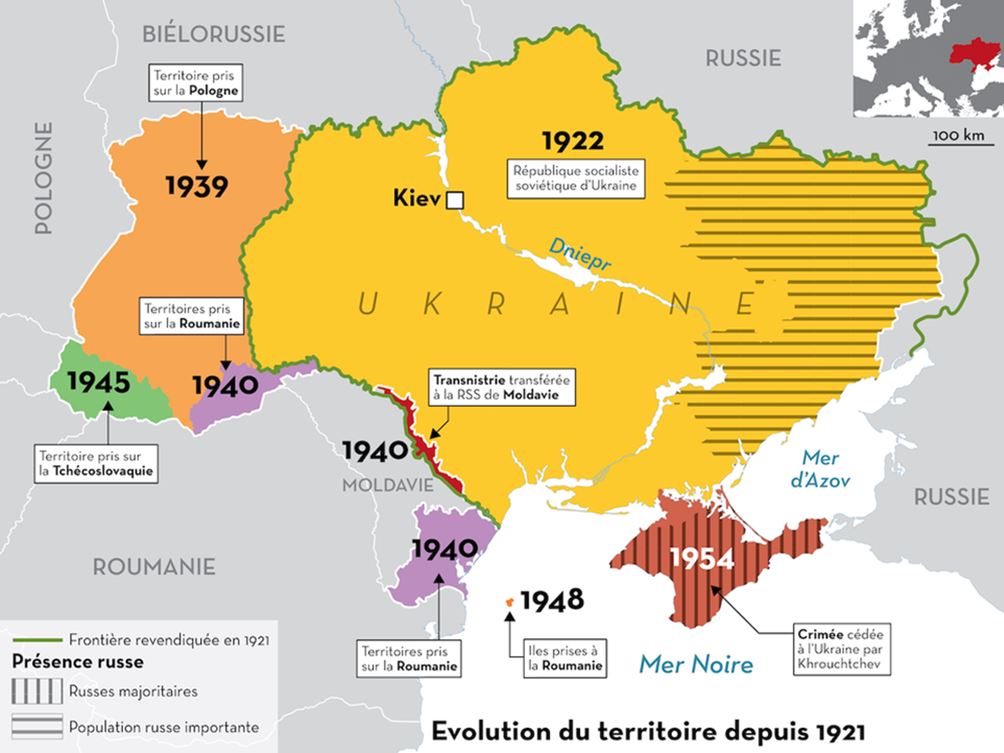 BIÉLORUSSIE
RUSSIE
Territoire pris
sur la Pologne
100 km
POLOGNE
1939
1922
République socialiste
soviétique d'Ukraine
Kiev
Dniepr
UKRAINE
Territoires pris
sur la Roumanie
1945
1940
Transnistrie transférée
à la RSS de Moldavie
Territoire pris sur
la Tchécoslovaquie
1940
MOLDAVIE
Mer
d'Azov
RUSSIE
ROUMANIE
1940
1954
1948
Territoires pris
sur la Roumanie
Iles prises à
la Roumanie
Crimée cédée
à l'Ukraine par
Khrouchtchev
Mer Noire
Frontière revendiquée en 1921
Présence russe
Russes majoritaires
Population russe importante
Evolution du territoire depuis 1921